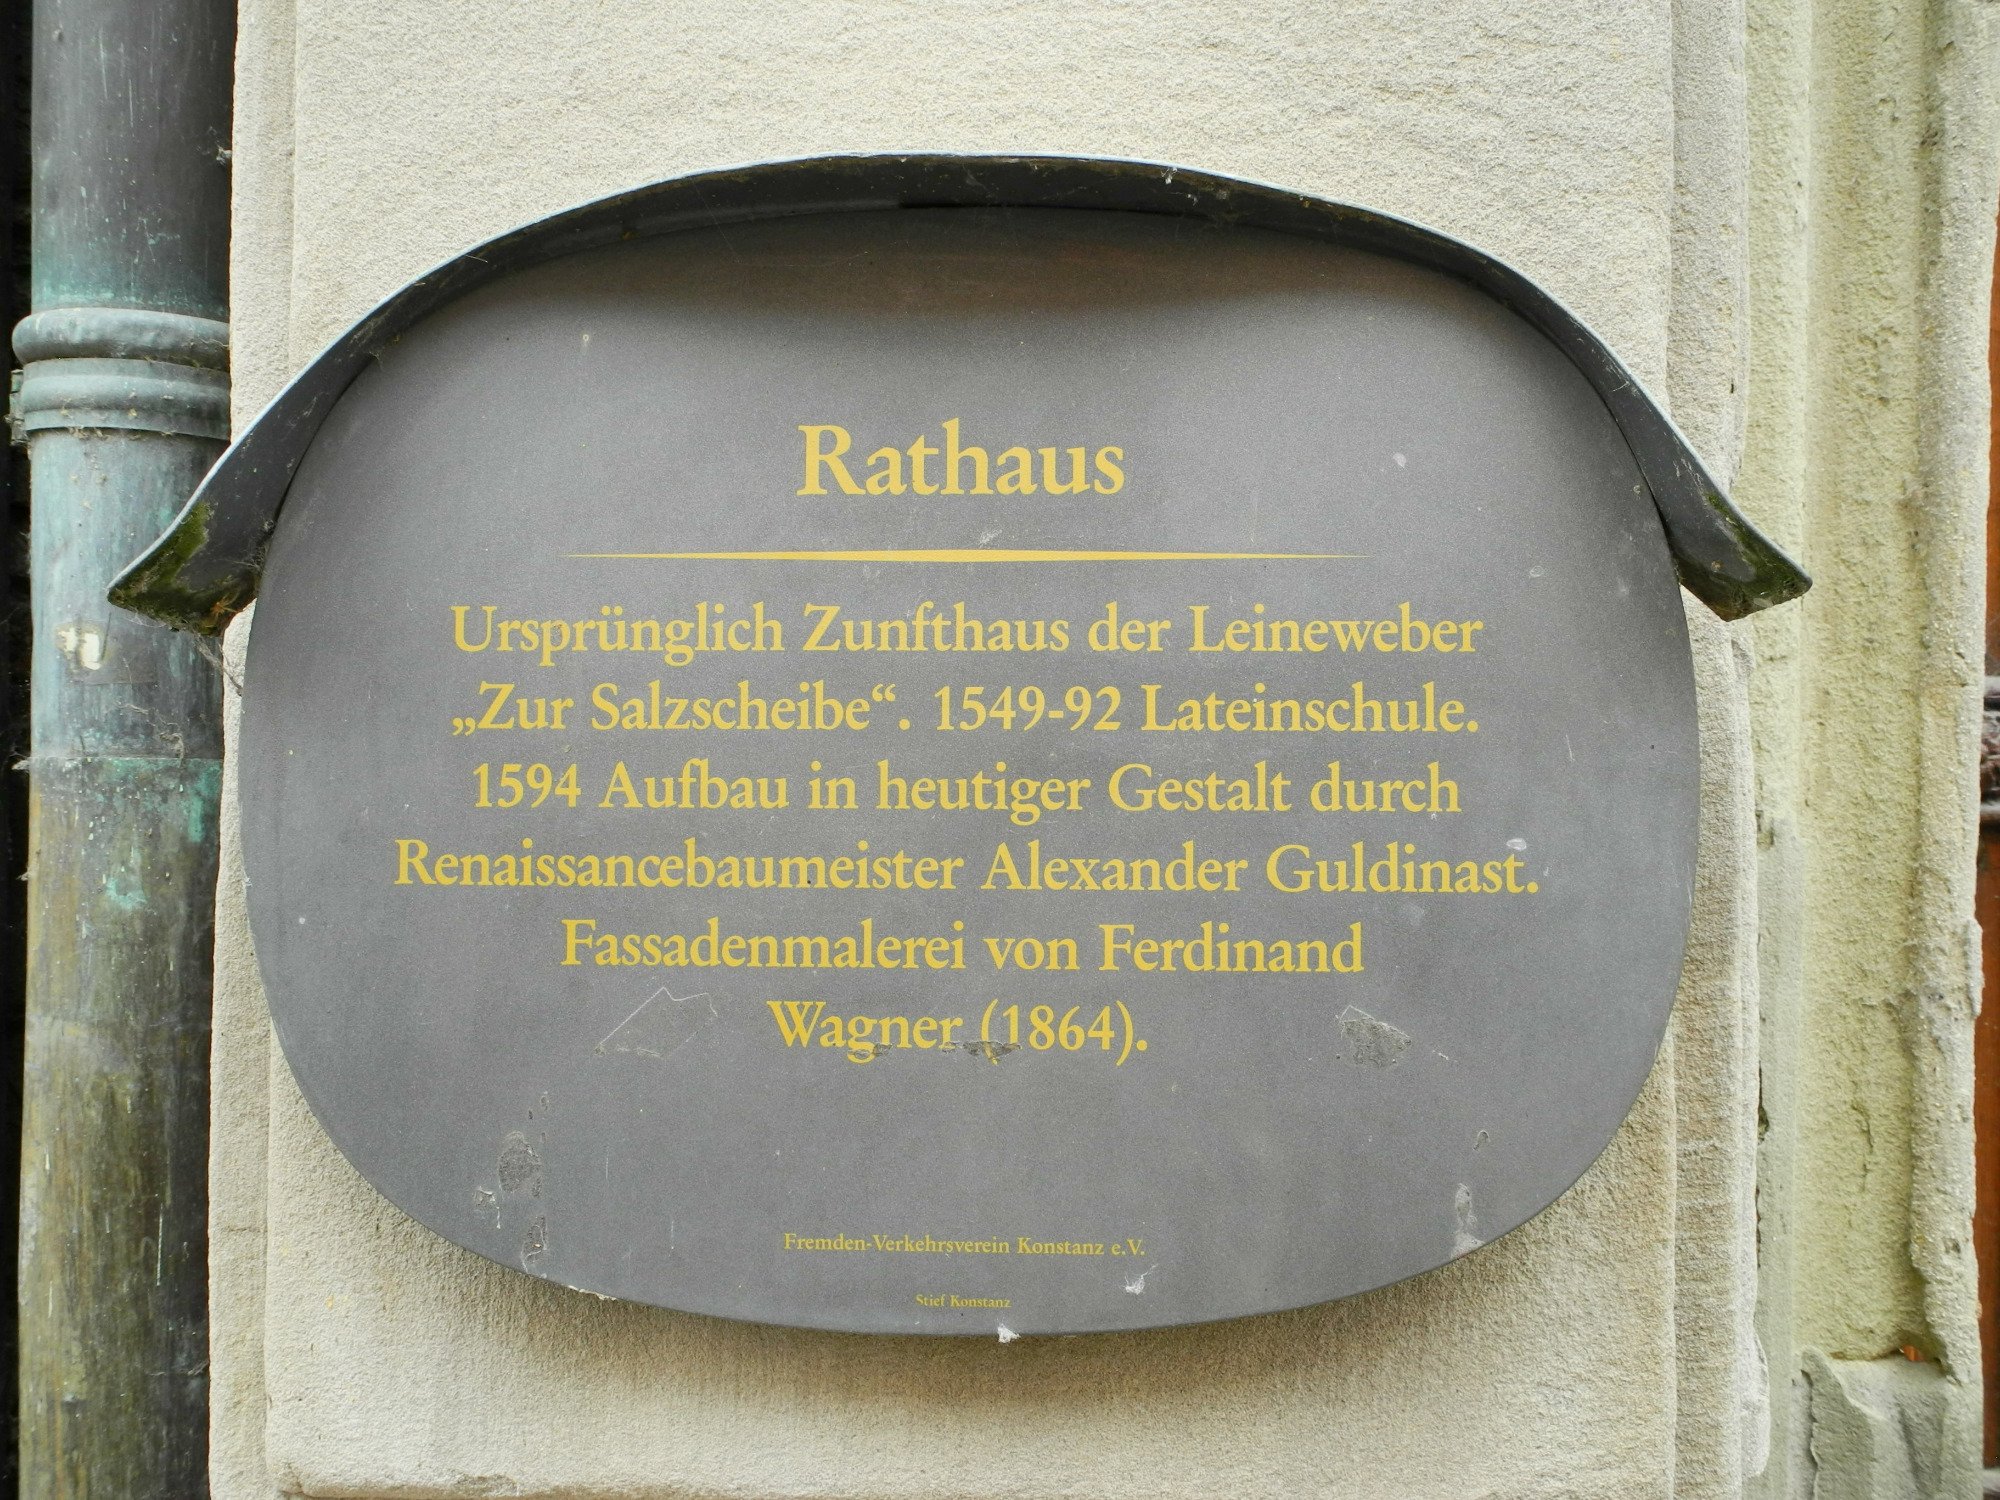 Rathaus
Ursprünglich Zunfthaus der Leineweber
„Zur Salzscheibe“. 1549-92 Lateinschule.
1594 Aufbau in heutiger Gestalt durch
Renaissancebaumeister Alexander Guldinast.
Fassadenmalerei von Ferdinand
Wagner (1864).
Fremden-Verkehrsverein Konstanz e.V.
Stief Konstanz